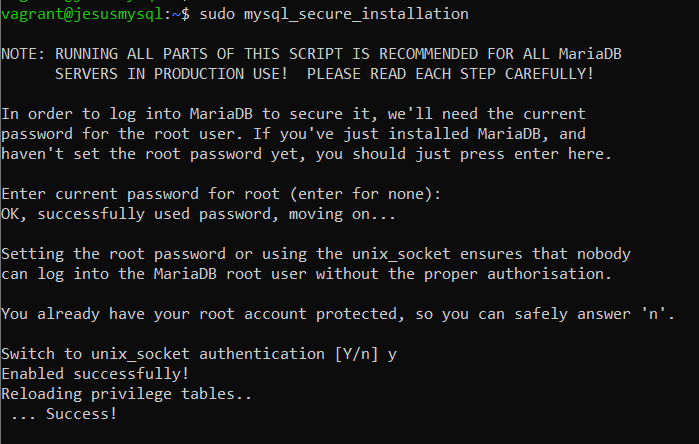 vagrant@jesusmysql:~$ sudo mysql_secure_installation
NOTE: RUNNING ALL PARTS OF THIS SCRIPT IS RECOMMENDED FOR ALL MariaDB
SERVERS IN PRODUCTION USE!  PLEASE READ EACH STEP CAREFULLY!
In order to log into MariaDB to secure it, we'll need the current
password for the root user. If you've just installed MariaDB, and
haven't set the root password yet, you should just press enter here.
Enter current password for root (enter for none):
OK, successfully used password, moving on...
Setting the root password or using the unix_socket ensures that nobody
can log into the MariaDB root user without the proper authorisation.
You already have your root account protected, so you can safely answer 'n'.
Switch to unix_socket authentication [Y/n] y
Enabled successfully!
Reloading privilege tables..
... Success!